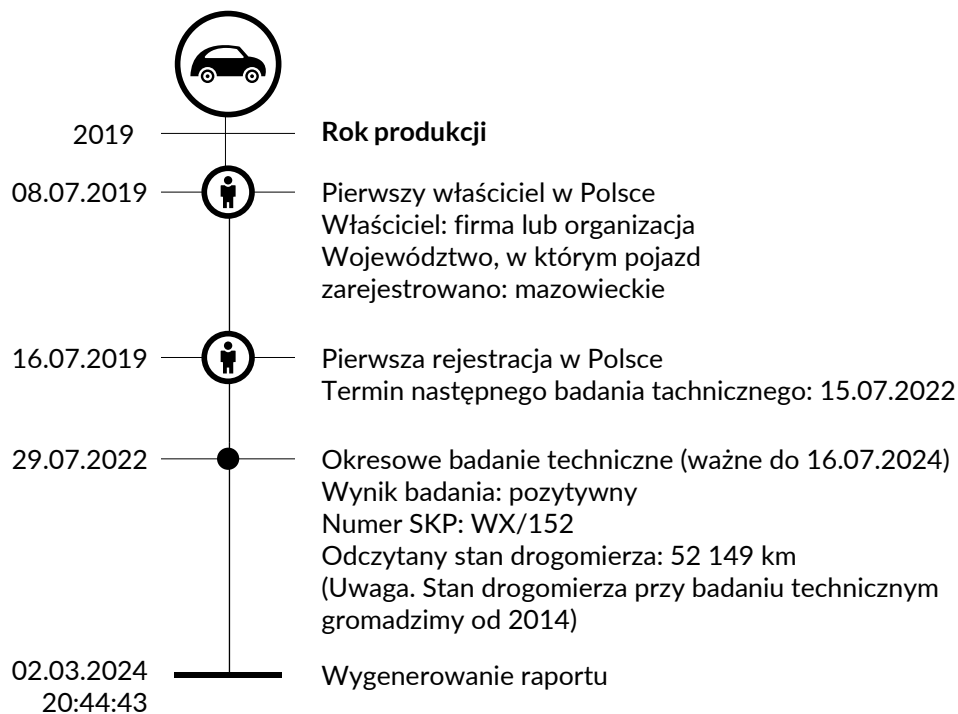 2019
Rok produkcji
08.07.2019
Pierwszy właściciel w Polsce
Właściciel: firma lub organizacja
Województwo, w którym pojazd
zarejestrowano: mazowieckie
16.07.2019
Pierwsza rejestracja w Polsce
Termin następnego badania tachnicznego: 15.07.2022
29.07.2022
Okresowe badanie techniczne (ważne do 16.07.2024)
Wynik badania: pozytywny
Numer SKP: WX/152
Odczytany stan drogomierza: 52 149 km
(Uwaga. Stan drogomierza przy badaniu technicznym
gromadzimy od 2014)
02.03.2024
20:44:43
Wygenerowanie raportu